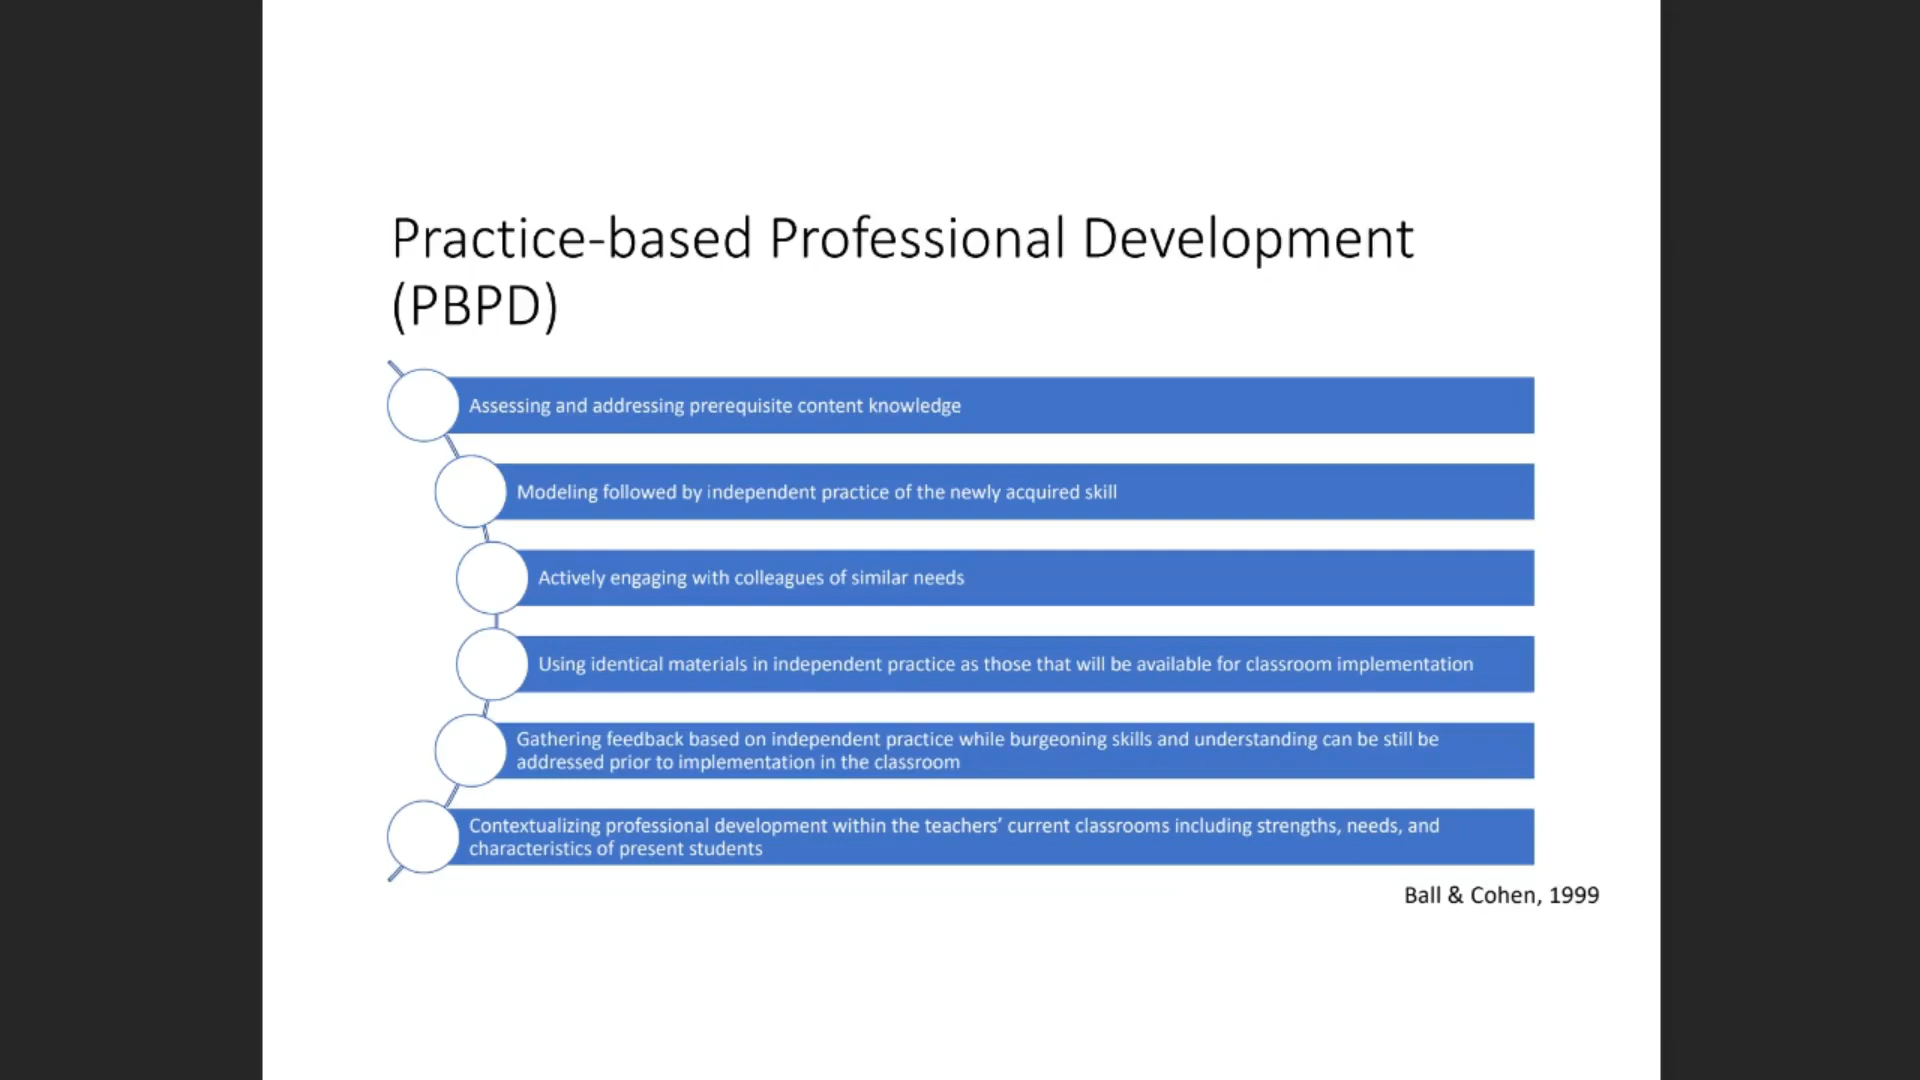 Practice-based Professional Development
(PBPD)
Assessing and addressing prerequisite content knowledge
Modeling followed by independent practice of the newly acquired skill
Actively engaging with colleagues of similar needs
Using identical materials in independent practice as those that will be available for classroom implementation
Gathering feedback based on independent practice while burgeoning skills and understanding can be still be
addressed prior to implementation in the classroom
Contextualizing professional development within the teachers’ current classrooms including strengths, needs, and
characteristics of present students
Ball & Cohen, 1999